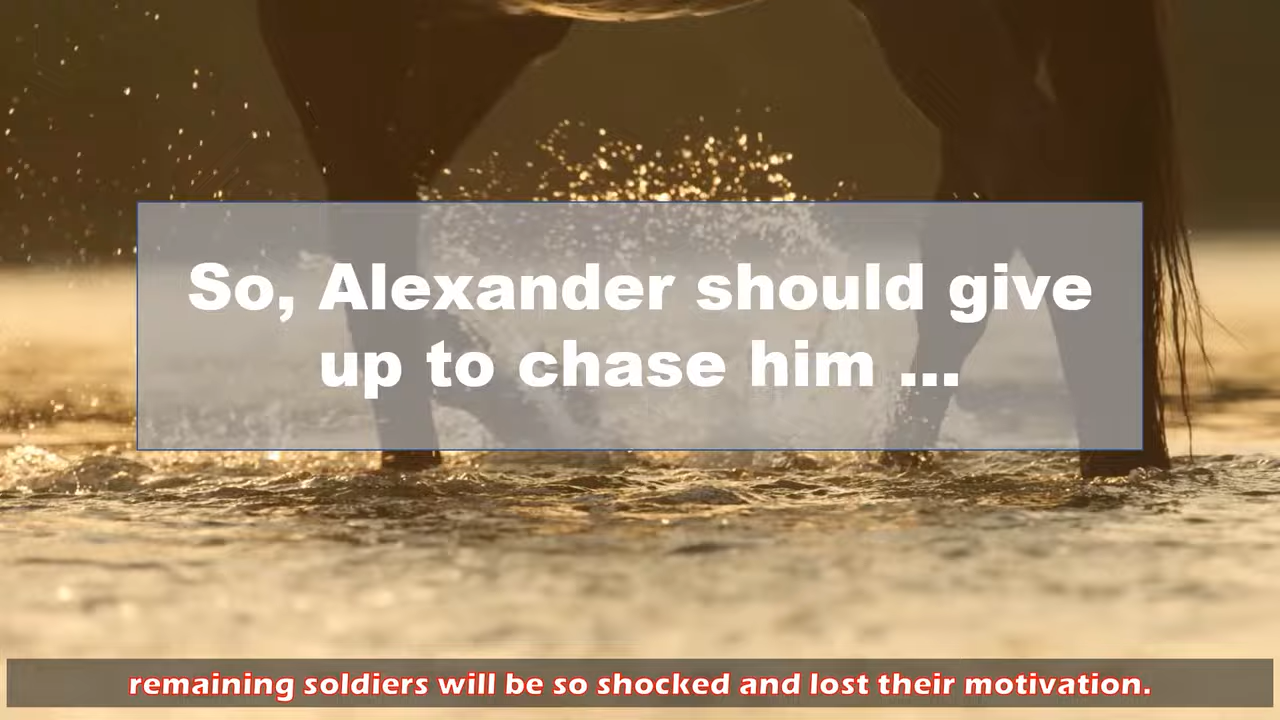 So, Alexander should give
up to chase him ...
remaining soldiers will be so shocked and lost their motivation.